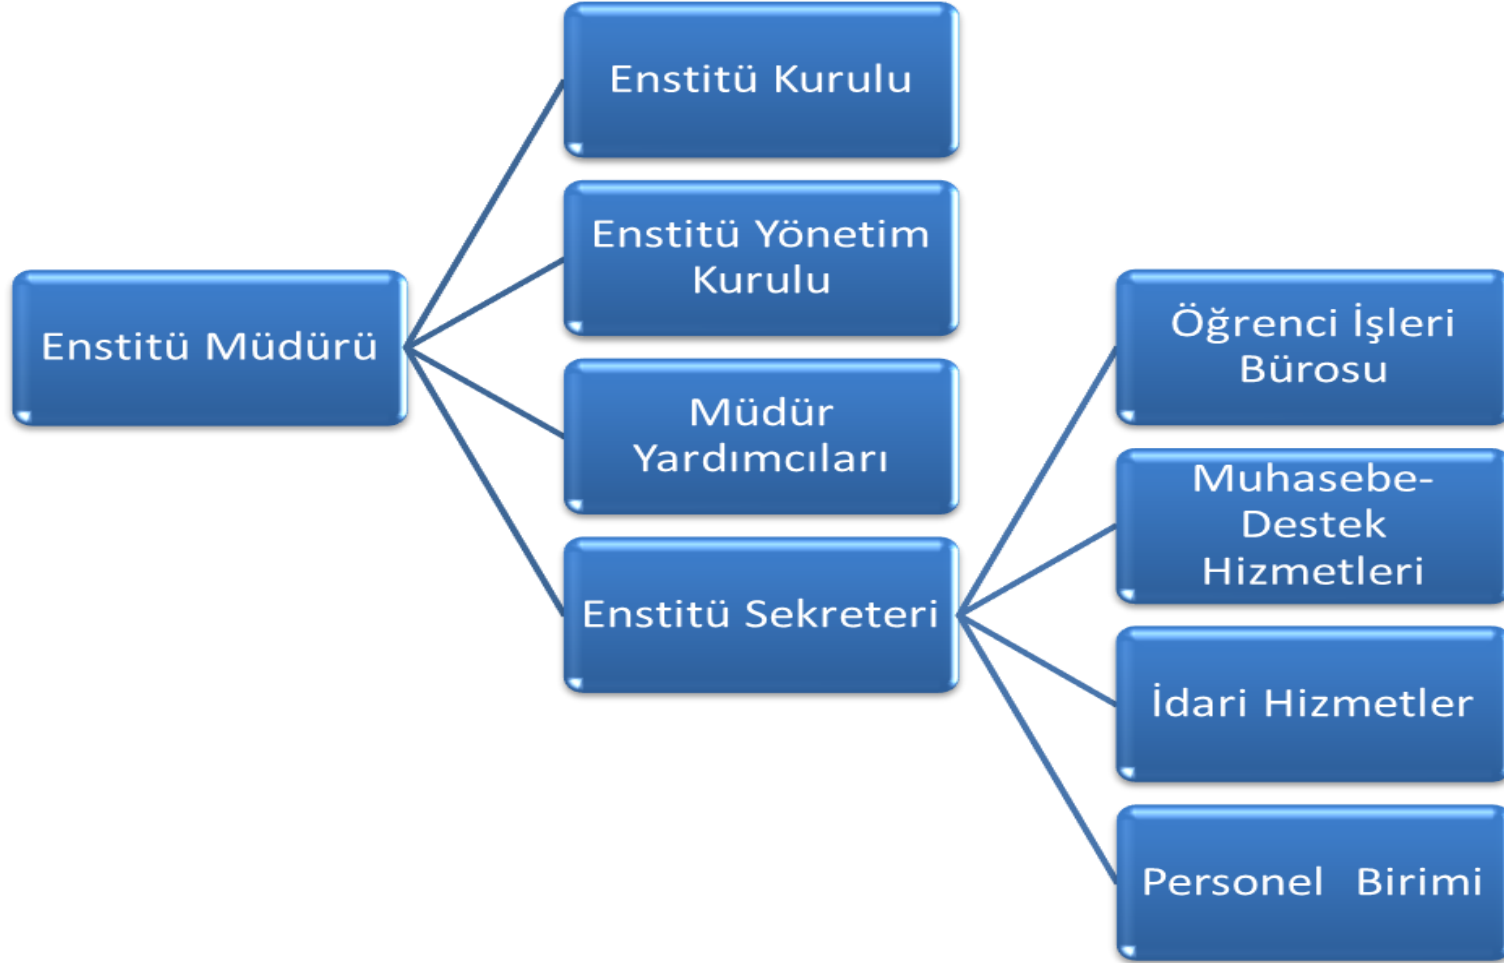 Enstitü Müdürü
Enstitü Kurulu
Enstitü Yönetim
Kurulu
Müdür
Yardımcıları
Enstitü Sekreteri
Öğrenci İşleri
Bürosu
Muhasebe-
Destek
Hizmetleri
İdari Hizmetler
Personel Birimi